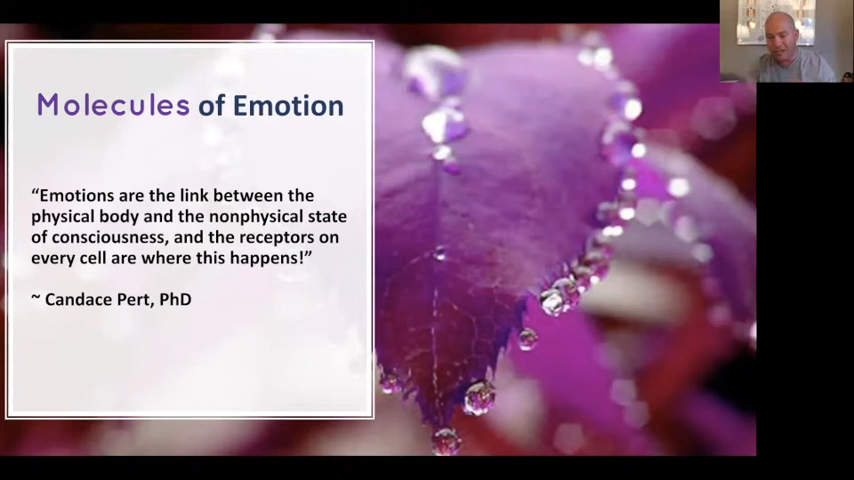 Molecules of Emotion
“Emotions are the link between the
physical body and the nonphysical state
of consciousness, and the receptors on
every cell are where this happens!”
~ Candace Pert, PhD